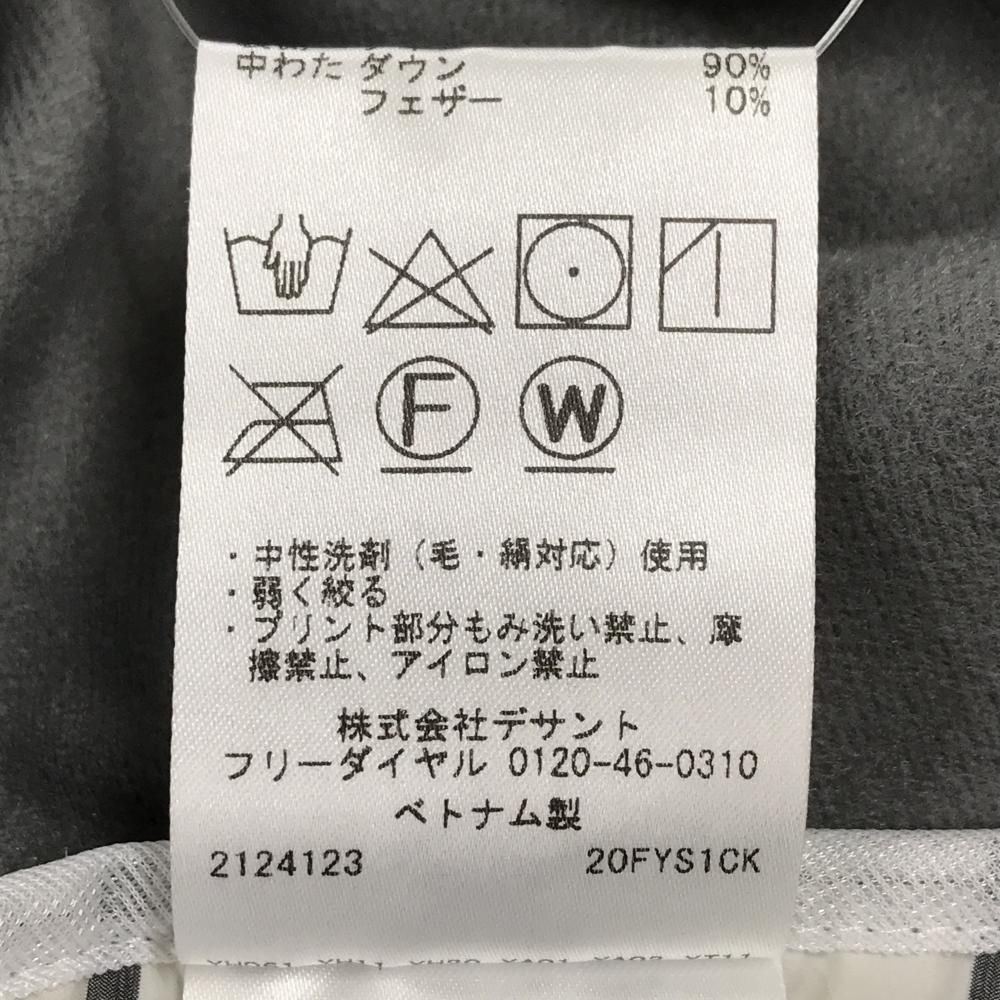 中わた ダウン 90%
フェザー 10%
F W
・中性洗剤（毛・絹対応）使用
・弱く絞る
・プリント部分もみ洗い禁止、摩
擦禁止、アイロン禁止
株式会社デサント
フリーダイヤル 0120-46-0310
ベトナム製
2124123 20FYS1CK